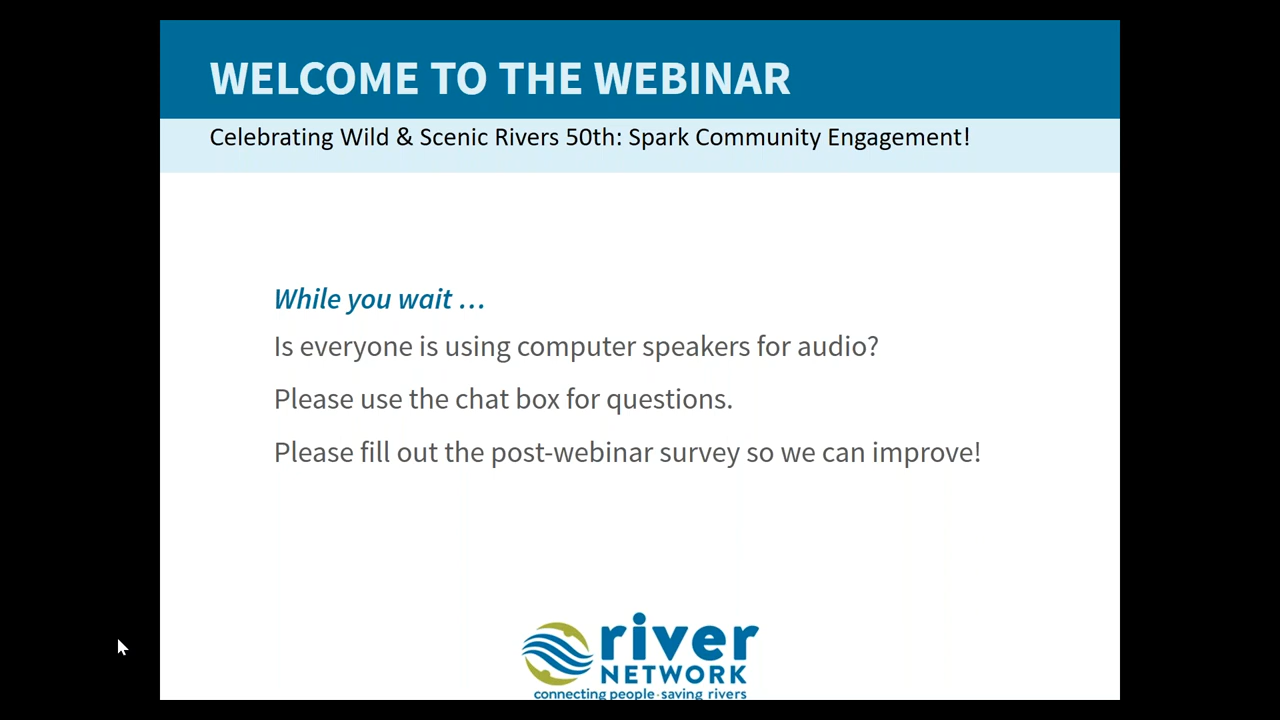 WELCOME TO THE WEBINAR
Celebrating Wild & Scenic Rivers 50th: Spark Community Engagement!
While you wait …
Is everyone is using computer speakers for audio?
Please use the chat box for questions.
Please fill out the post-webinar survey so we can improve!
river
NETWORK
connecting people · saving rivers